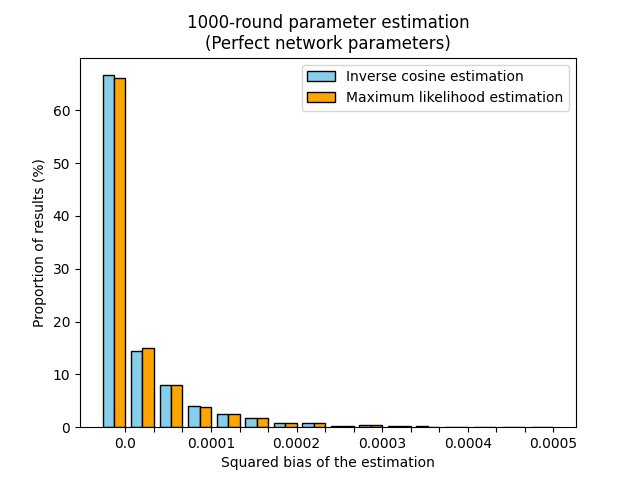 1000-round parameter estimation
(Perfect network parameters)
Inverse cosine estimation
Maximum likelihood estimation
Proportion of results (%)
60
50
40
30
20
10
0
0.0 0.0001 0.0002 0.0003 0.0004 0.0005
Squared bias of the estimation